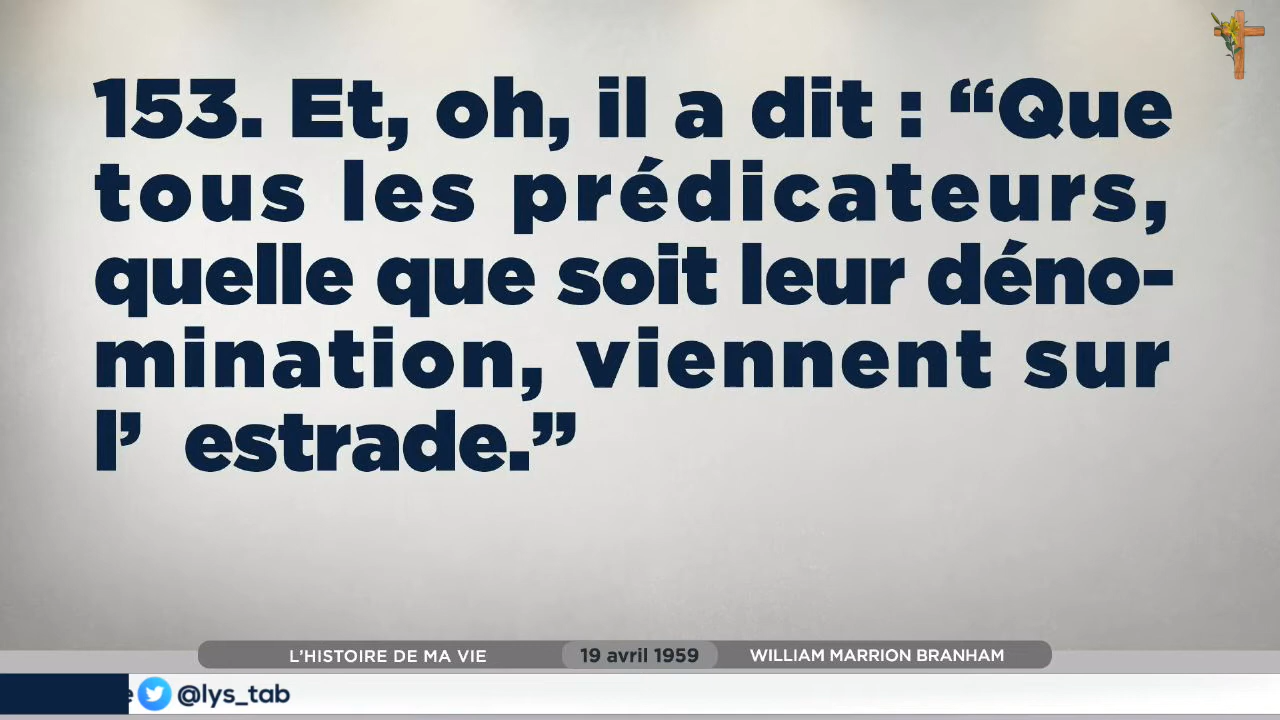 153. Et, oh, il a dit : “Que
tous les prédicateurs,
quelle que soit leur déno-
mination, viennent sur
l’ estrade.”
L’HISTOIRE DE MA VIE 19 avril 1959 WILLIAM MARRION BRANHAM
e @lys_tab